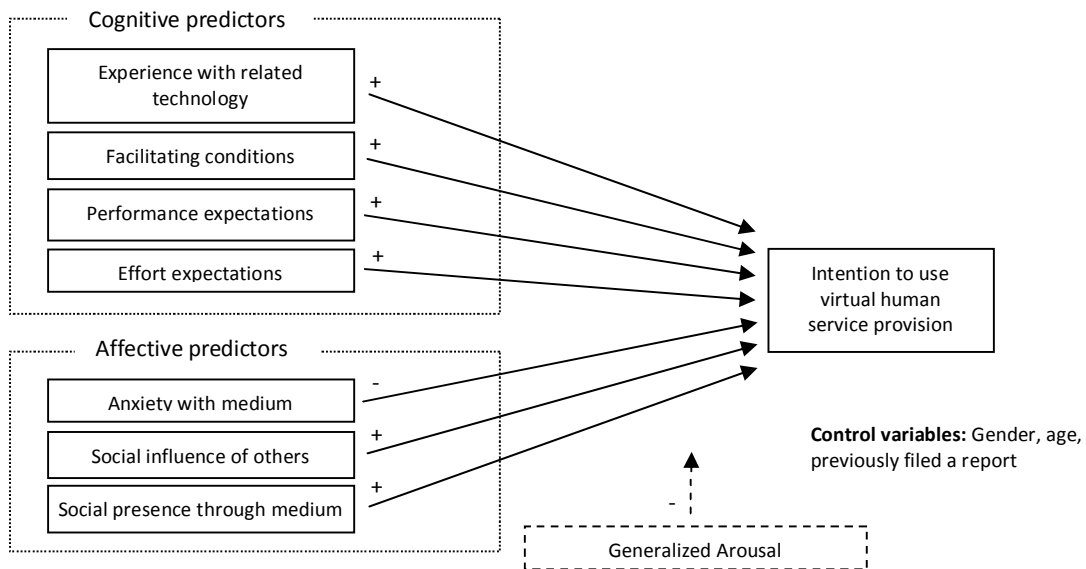 Cognitive predictors
Experience with related
technology
+
Facilitating conditions
+
Performance expectations
+
Effort expectations
+
Affective predictors
Anxiety with medium
-
Social influence of others
+
Social presence through medium
+
Intention to use
virtual human
service provision
Control variables: Gender, age,
previously filed a report
-
Generalized Arousal